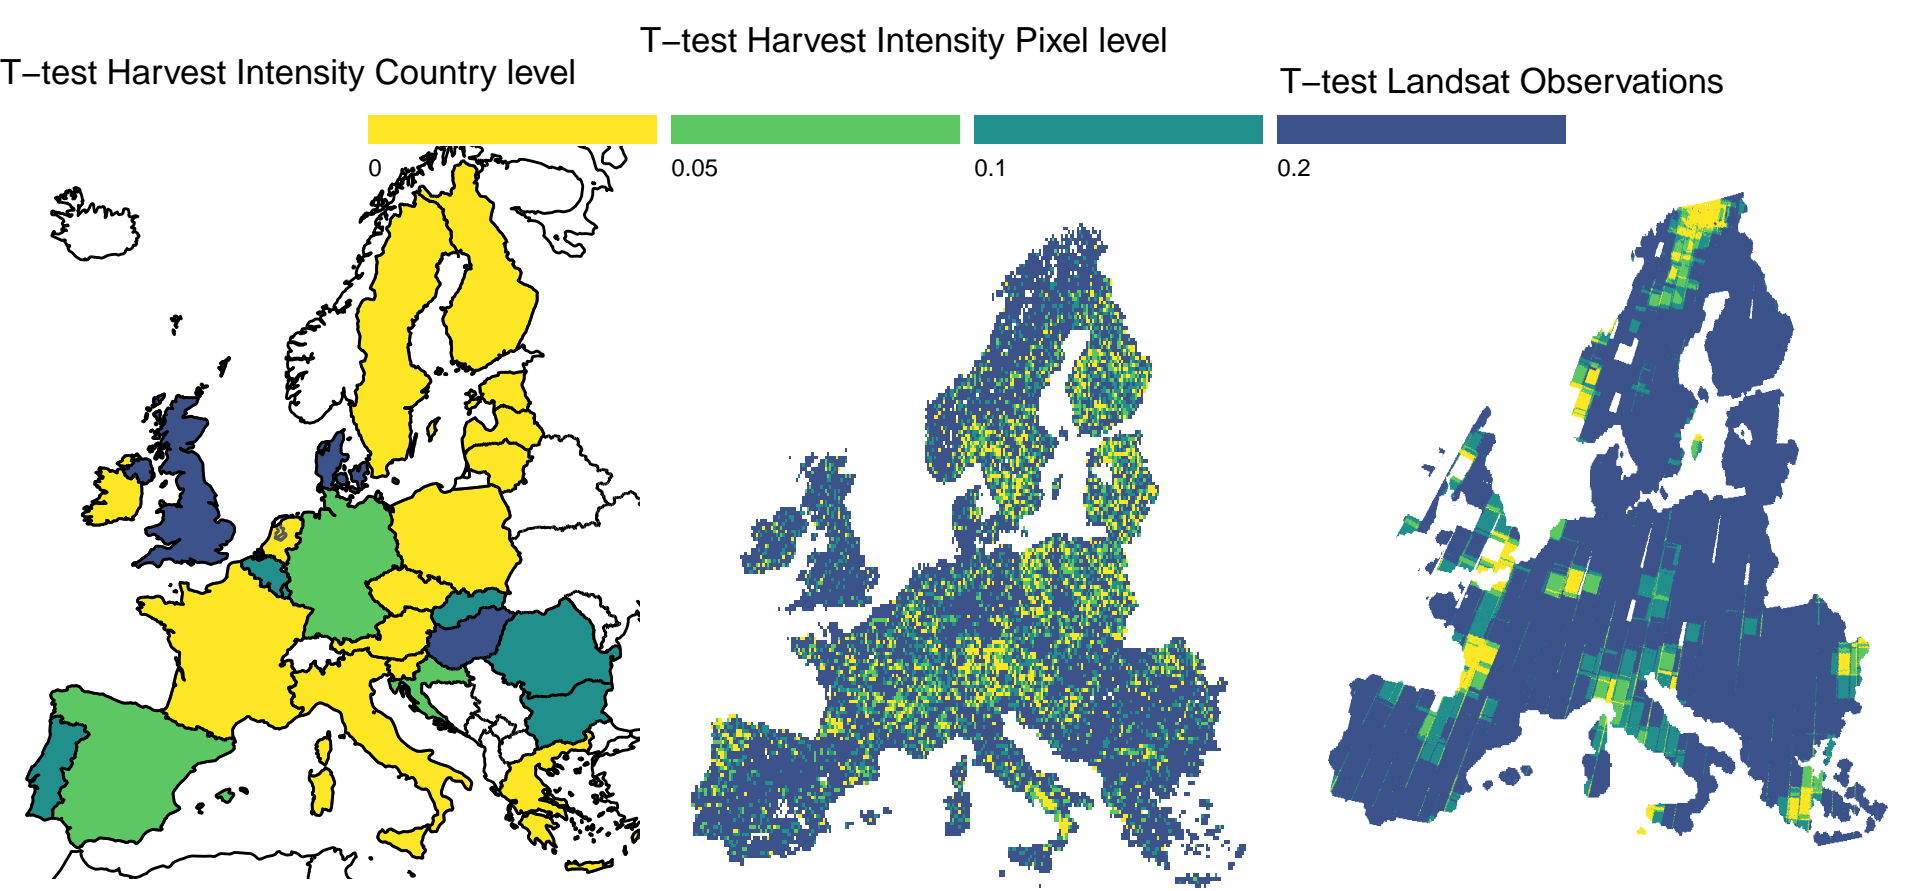 T−test Harvest Intensity Pixel level
T−test Harvest Intensity Country level
T−test Landsat Observations
0 0.05 0.1 0.2